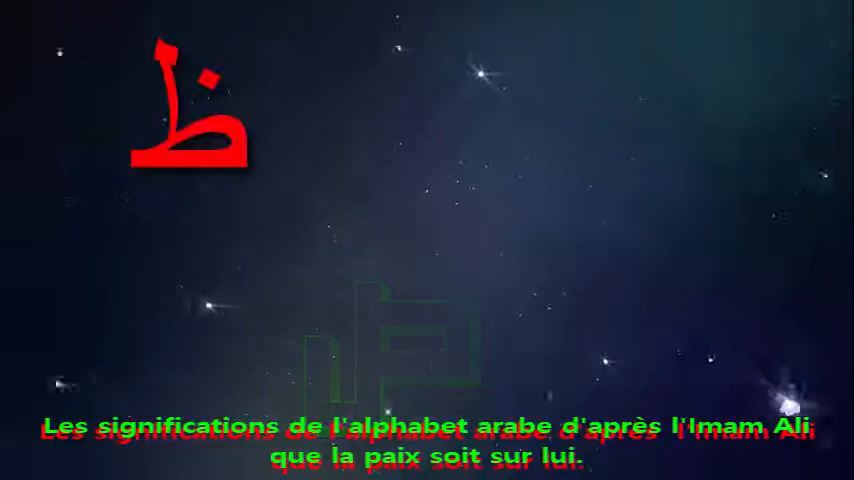 ظ
Les significations de l'alphabet arabe d'après l'Imam Ali
que la paix soit sur lui.